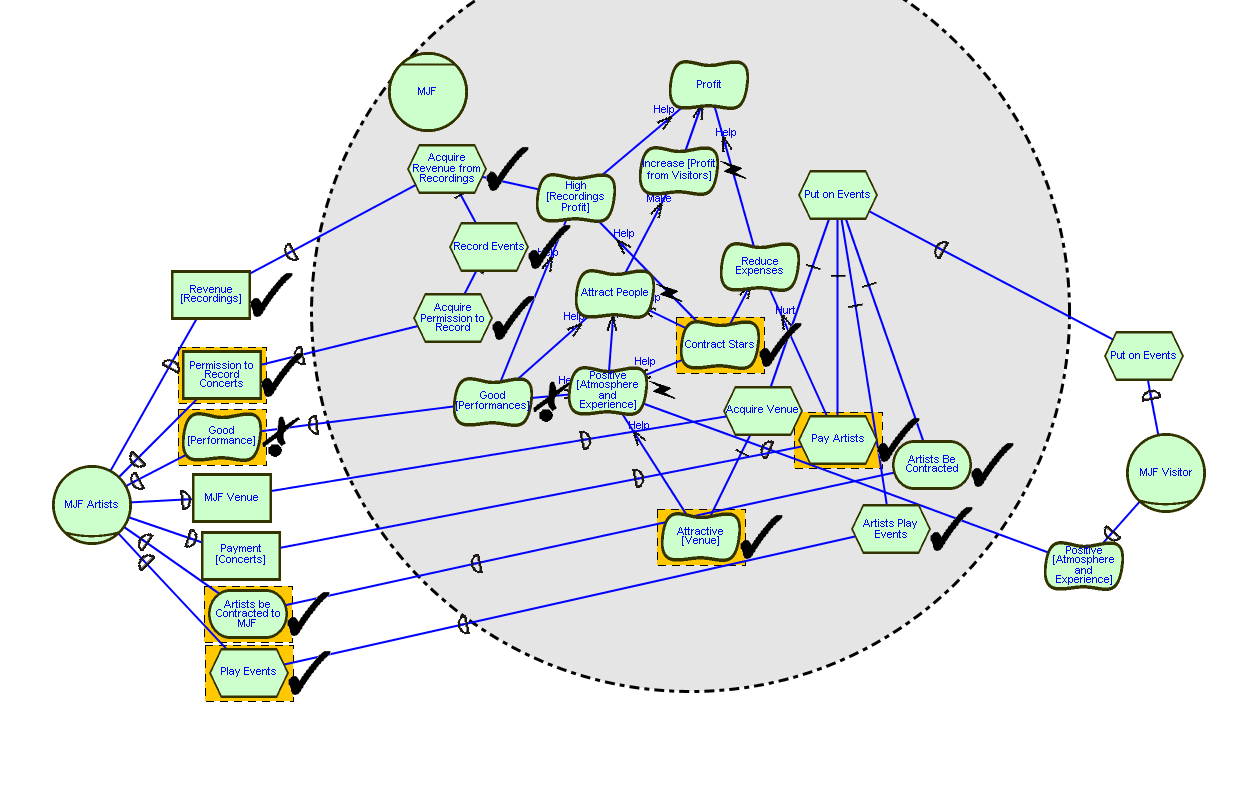 Profit
MJF
Help
Help
Acquire
Revenue from
Recordings
Increase [Profit
from Visitors]
High
[Recordings
Profit]
Make
Put on Events
Help
Record Events
Help
Reduce
Expenses
Revenue
[Recordings]
Attract People
Help
Acquire
Permission to
Record
Help
Hurt
Contract Stars
Put on Events
Permission to
Record
Concerts
Help
Positive
[Atmosphere
and
Experience]
Good
[Performances]
Help
Acquire Venue
Good
[Performance]
Help
Pay Artists
Artists Be
Contracted
MJF Visitor
MJF Artists
MJF Venue
Attractive
[Venue]
Artists Play
Events
Payment
[Concerts]
Positive
[Atmosphere
and
Experience]
Artists be
Contracted to
MJF
Play Events